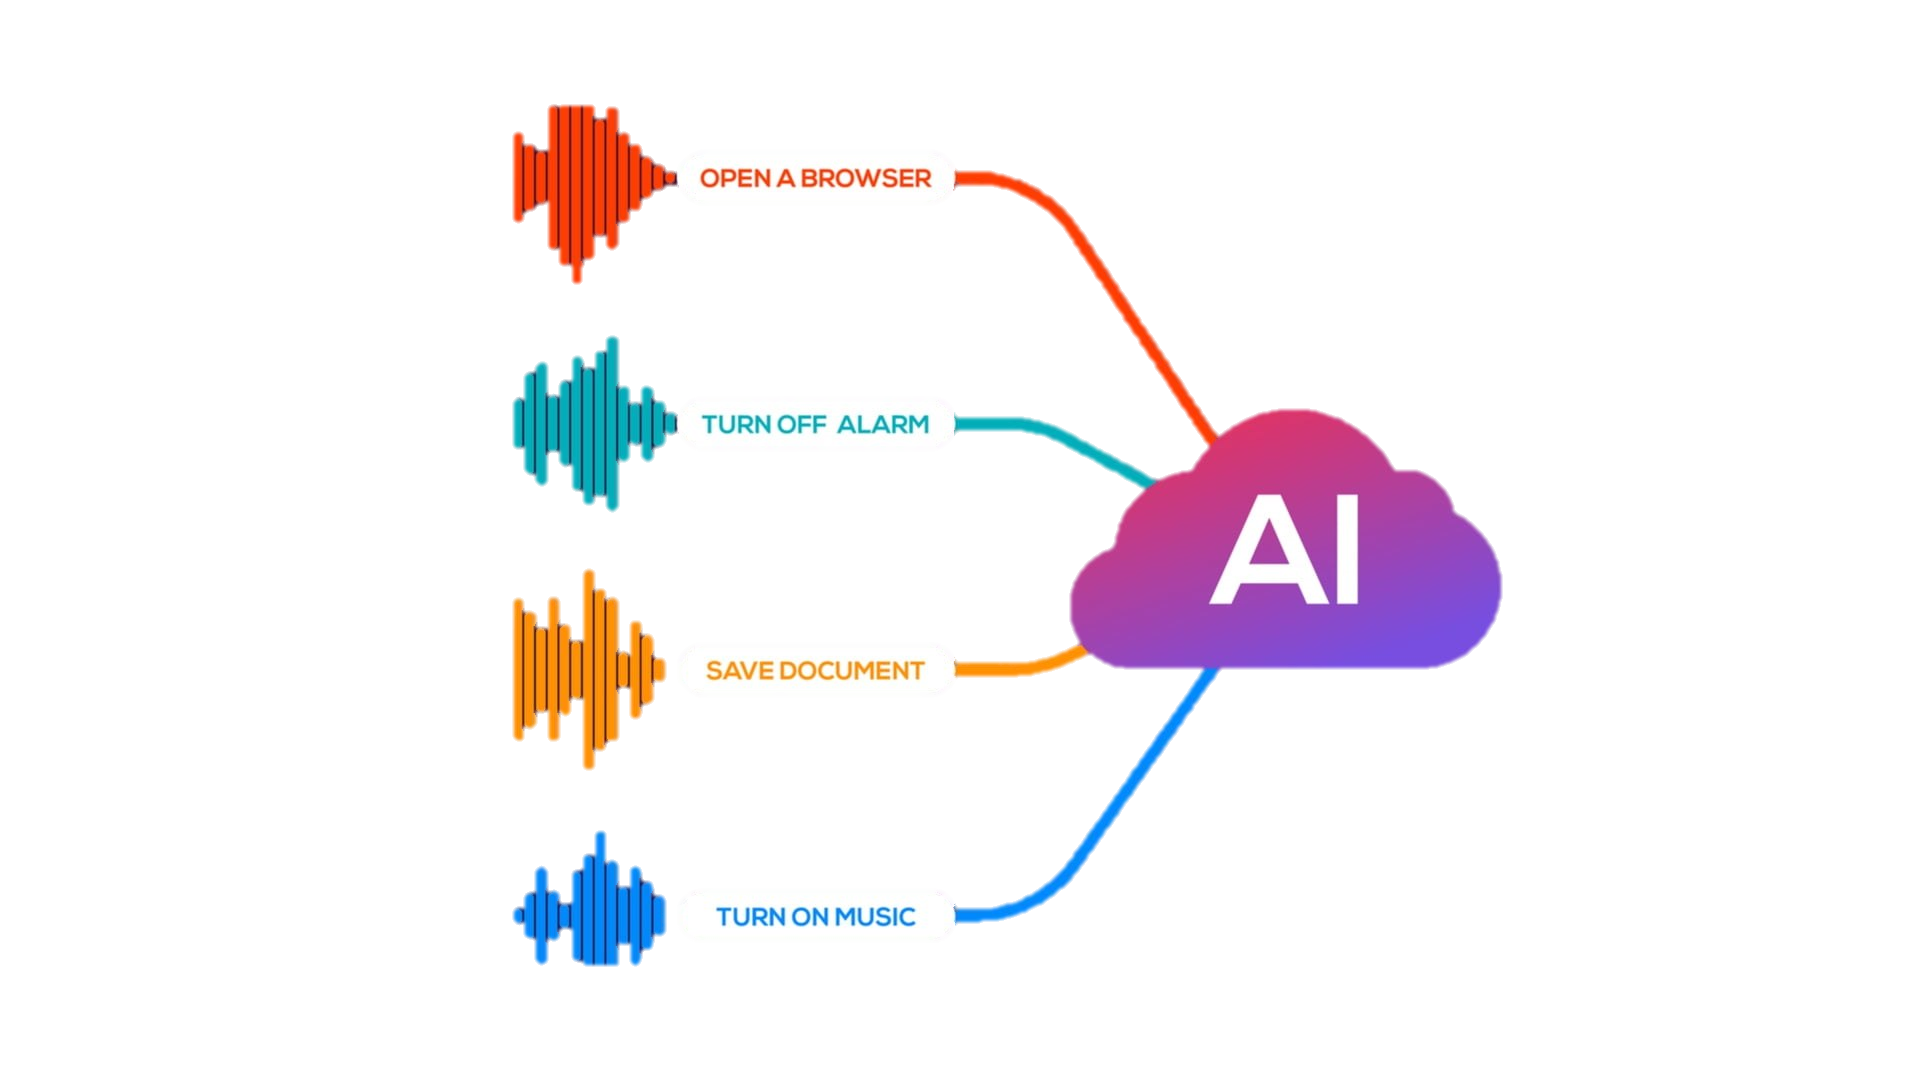 OPEN A BROWSER
TURN OFF ALARM
AI
SAVE DOCUMENT
TURN ON MUSIC